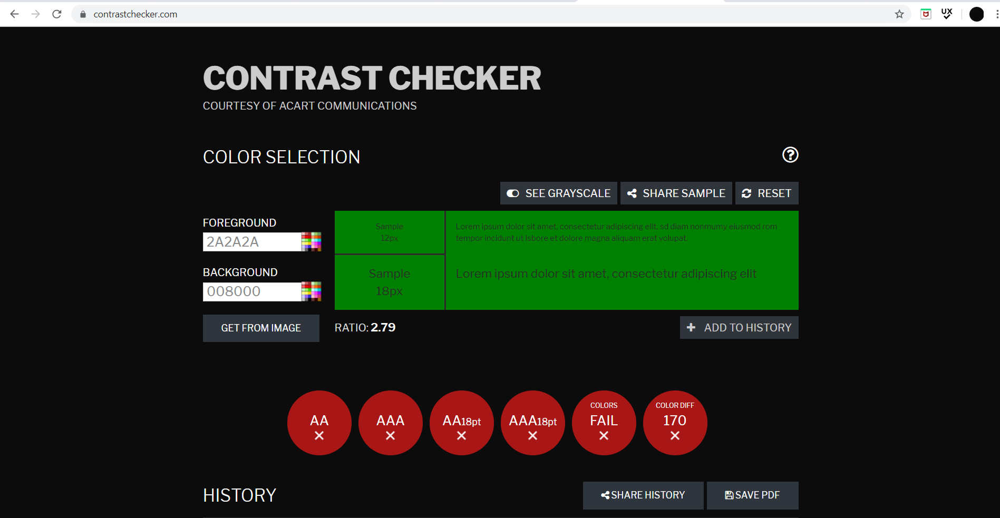 contrastchecker.com
UX
CONTRAST CHECKER
COURTESY OF ACART COMMUNICATIONS
COLOR SELECTION
SEE GRAYSCALE
SHARE SAMPLE
RESET
FOREGROUND
2A2A2A
BACKGROUND
008000
GET FROM IMAGE
Sample
12px
Lorem ipsum dolor sit amet, consectetur adipiscing elit, sd diam nonmumy eiusmod rom
tempor incidunt ut lsbore et dolore magna aliquam erat volupat.
Sample
18px
Lorem ipsum dolor sit amet, consectetur adipiscing elit
RATIO: 2.79
ADD TO HISTORY
AA
AAA
AA18pt
AAA18pt
COLORS
FAIL
COLOR DIFF
170
HISTORY
SHARE HISTORY
SAVE PDF